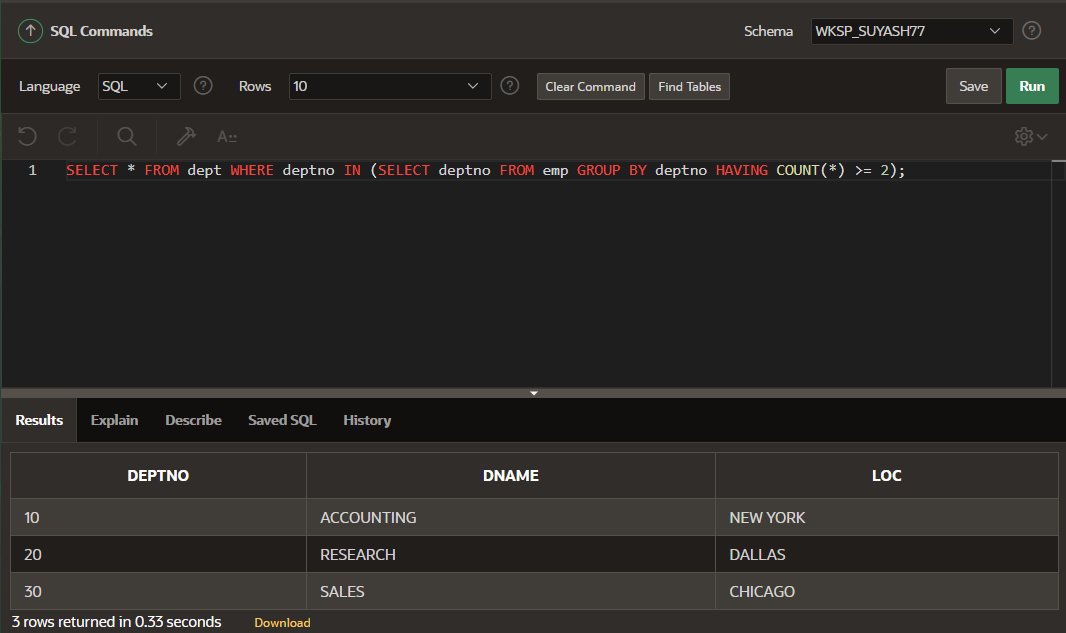 SQL Commands Schema WKSP_SUYASH77 ?
Language SQL ? Rows 10 ? Clear Command Find Tables Save Run
A::
1 SELECT * FROM dept WHERE deptno IN (SELECT deptno FROM emp GROUP BY deptno HAVING COUNT(*) >= 2);
Results Explain Describe Saved SQL History
DEPTNO DNAME LOC
10 ACCOUNTING NEW YORK
20 RESEARCH DALLAS
30 SALES CHICAGO
3 rows returned in 0.33 seconds Download